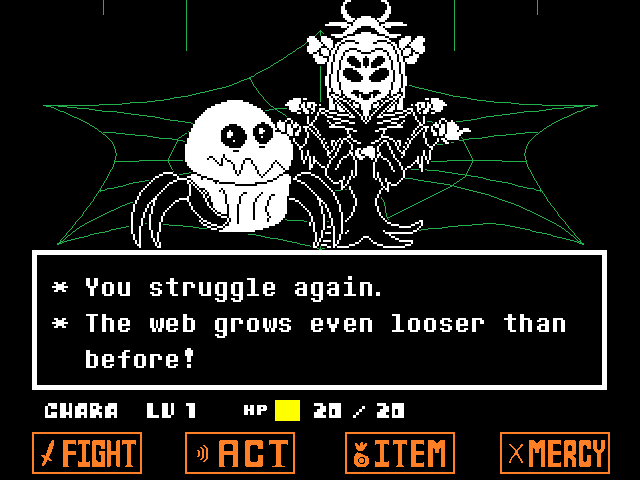 * You struggle again.
* The web grows even looser than
before!
CHARA LV 1 HP 20 / 20
FIGHT ACT ITEM MERCY